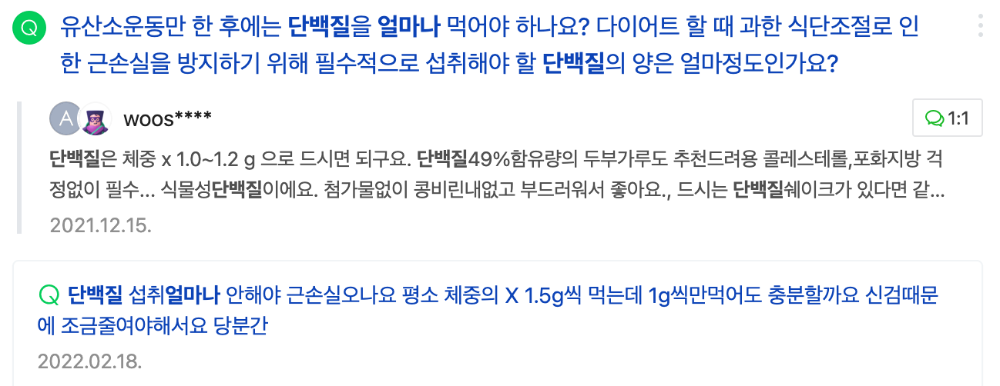 Q 유산소운동만 한 후에는 단백질을 얼마나 먹어야 하나요? 다이어트 할 때 과한 식단조절로 인
한 근손실을 방지하기 위해 필수적으로 섭취해야 할 단백질의 양은 얼마정도인가요?
A woos**** 1:1
단백질은 체중 x 1.0~1.2 g 으로 드시면 되구요. 단백질49%함유량의 두부가루도 추천드려용 콜레스테롤,포화지방 걱
정없이 필수... 식물성단백질이에요. 첨가물없이 콩비린내없고 부드러워서 좋아요., 드시는 단백질쉐이크가 있다면 같...
2021.12.15.
Q 단백질 섭취얼마나 안해야 근손실오나요 평소 체중의 X 1.5g씩 먹는데 1g씩만먹어도 충분할까요 신검때문
에 조금줄여야해서요 당분간
2022.02.18.